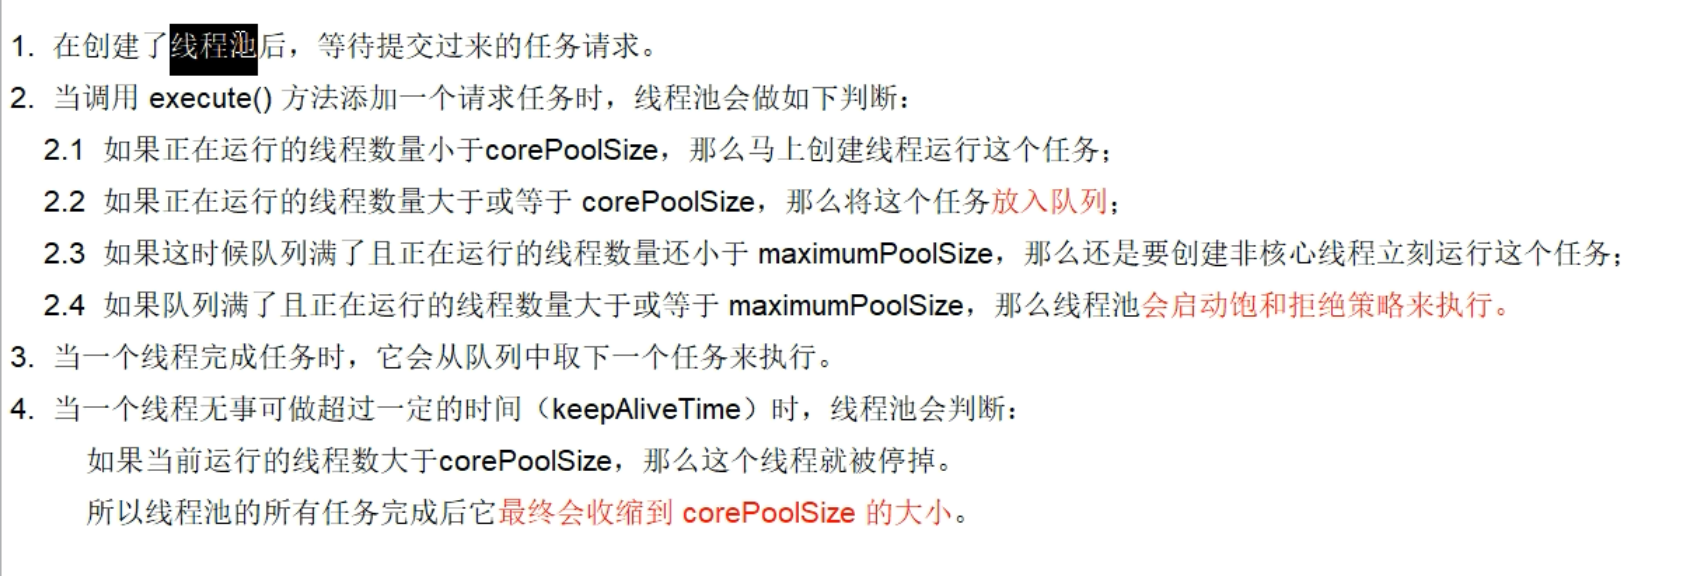 1. 在创建了线程池后，等待提交过来的任务请求。
2. 当调用 execute() 方法添加一个请求任务时，线程池会做如下判断：
2.1 如果正在运行的线程数量小于corePoolSize，那么马上创建线程运行这个任务；
2.2 如果正在运行的线程数量大于或等于 corePoolSize，那么将这个任务放入队列；
2.3 如果这时候队列满了且正在运行的线程数量还小于 maximumPoolSize，那么还是要创建非核心线程立刻运行这个任务；
2.4 如果队列满了且正在运行的线程数量大于或等于 maximumPoolSize，那么线程池会启动饱和拒绝策略来执行。
3. 当一个线程完成任务时，它会从队列中取下一个任务来执行。
4. 当一个线程无事可做超过一定的时间（keepAliveTime）时，线程池会判断：
如果当前运行的线程数大于corePoolSize，那么这个线程就被停掉。
所以线程池的所有任务完成后它最终会收缩到 corePoolSize 的大小。